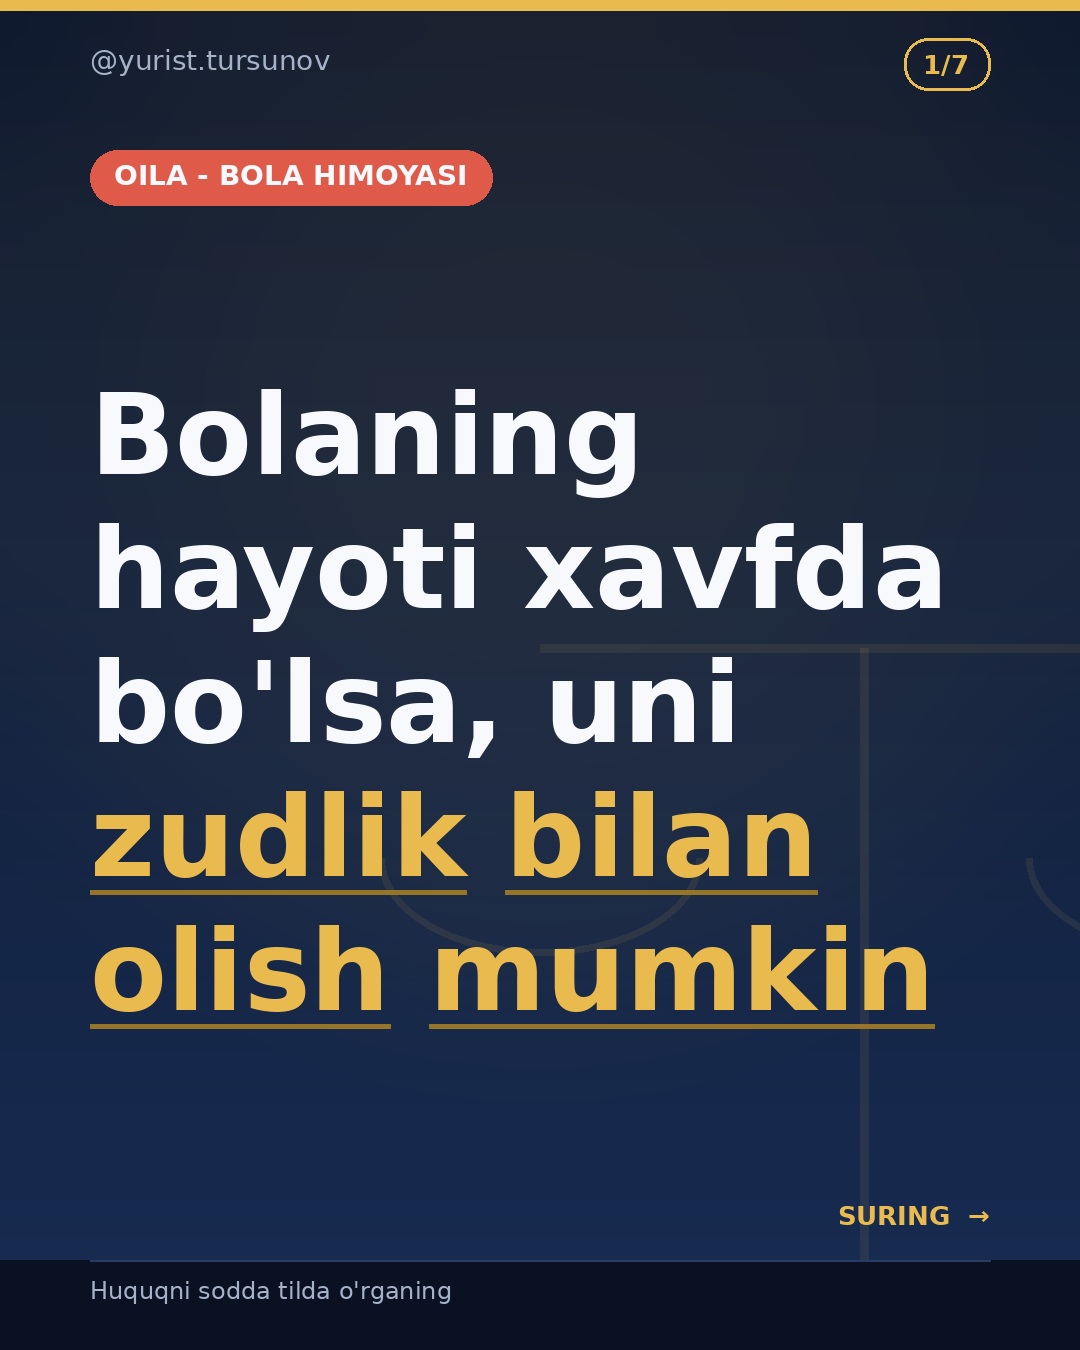 @yurist.tursunov
1/7
OILA - BOLA HIMOYASI
Bolaning
hayoti xavfda
bo'lsa, uni
zudlik bilan
olish mumkin
SURING →
Huquqni sodda tilda o'rganing